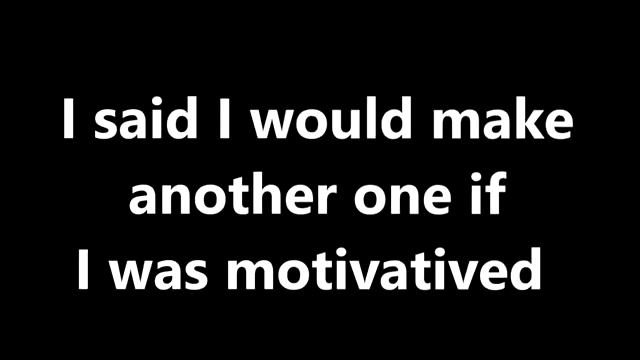 I said I would make
another one if
I was motivatived